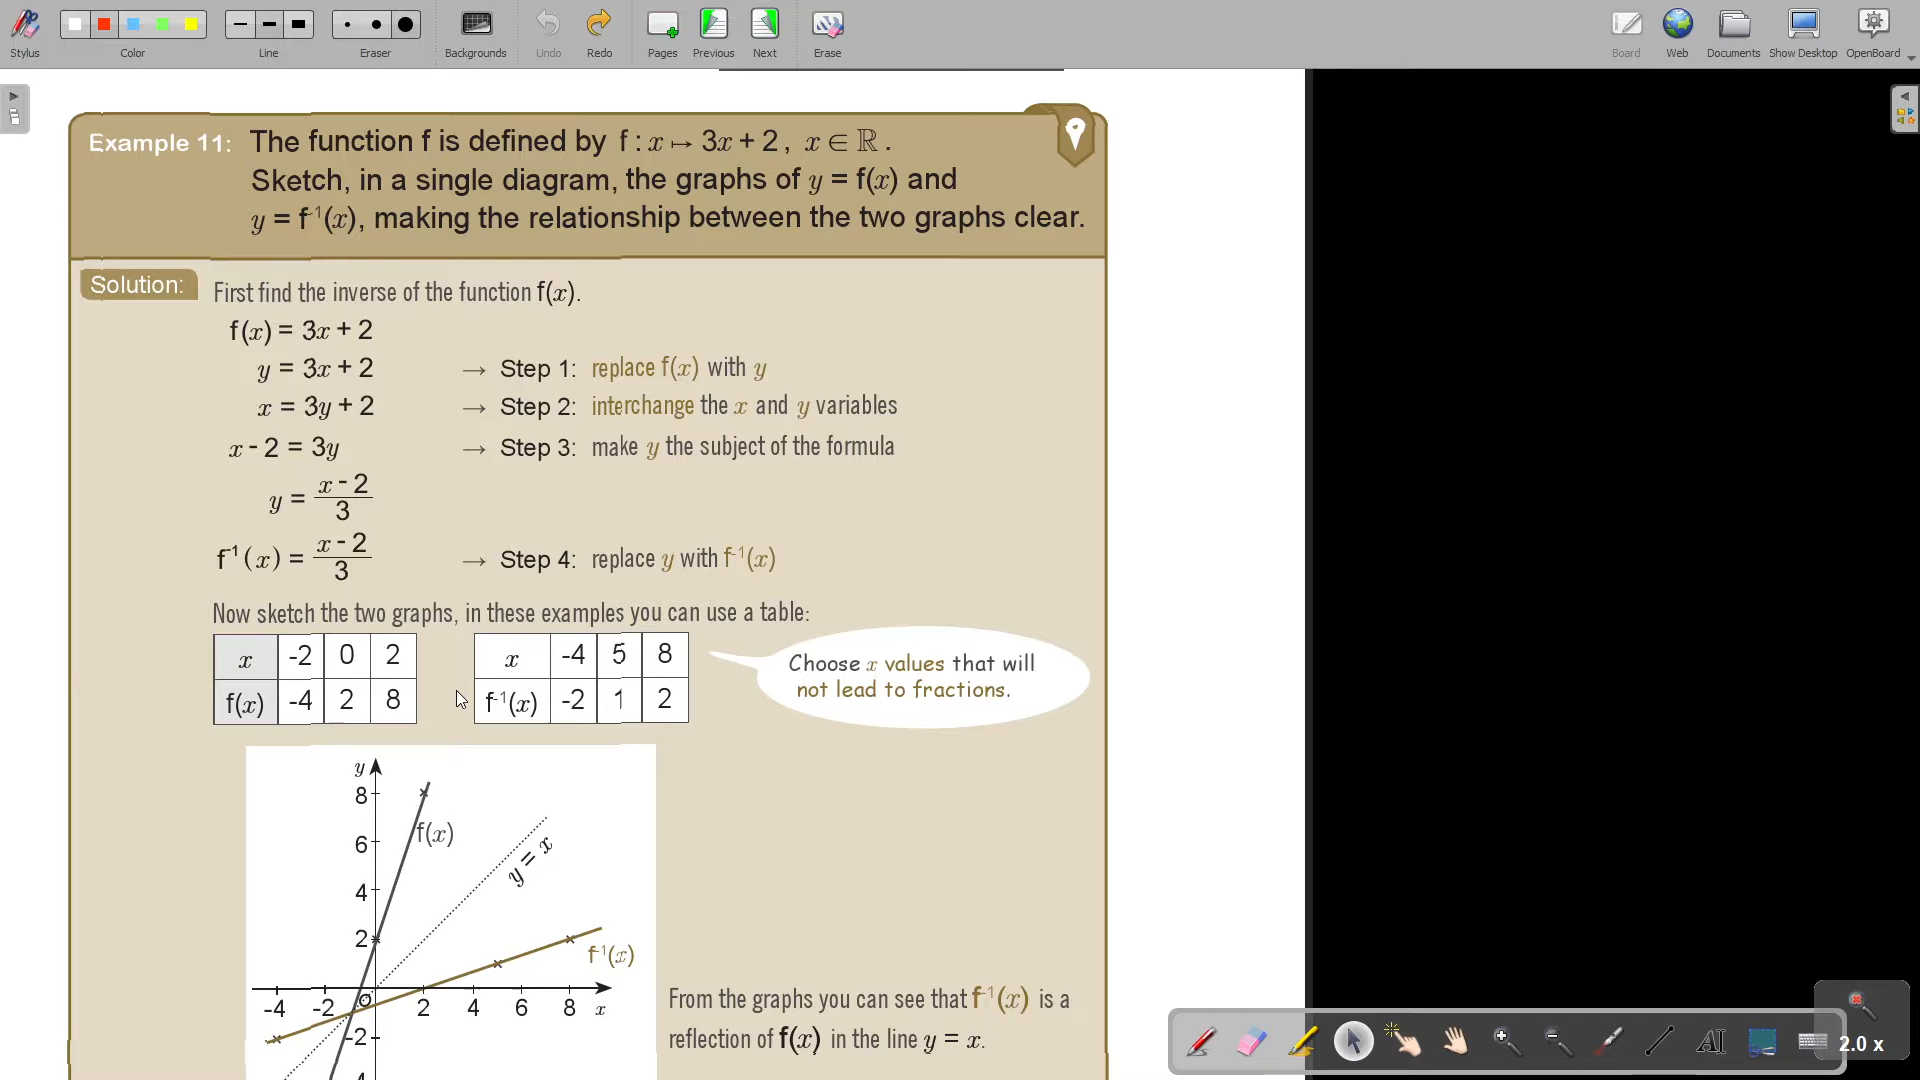 Stylus Color Line Eraser Backgrounds Undo Redo Pages Previous Next Erase Board Web Documents Show Desktop OpenBoard
Example 11: The function f is defined by f : x ↦ 3x + 2 , x ∈ ℝ .
Sketch, in a single diagram, the graphs of y = f(x) and
y = f⁻¹(x), making the relationship between the two graphs clear.
Solution: First find the inverse of the function f(x).
f(x) = 3x + 2
y = 3x + 2 → Step 1: replace f(x) with y
x = 3y + 2 → Step 2: interchange the x and y variables
x - 2 = 3y → Step 3: make y the subject of the formula
y = (x - 2)/3
f⁻¹(x) = (x - 2)/3 → Step 4: replace y with f⁻¹(x)
Now sketch the two graphs, in these examples you can use a table:
x -2 0 2
f(x) -4 2 8
x -4 5 8
f⁻¹(x) -2 1 2
Choose x values that will
not lead to fractions.
y
8
f(x)
6
y = x
4
2
f⁻¹(x)
O
-4 -2 2 4 6 8 x
-2
From the graphs you can see that f⁻¹(x) is a
reflection of f(x) in the line y = x.
AI
2.0 x